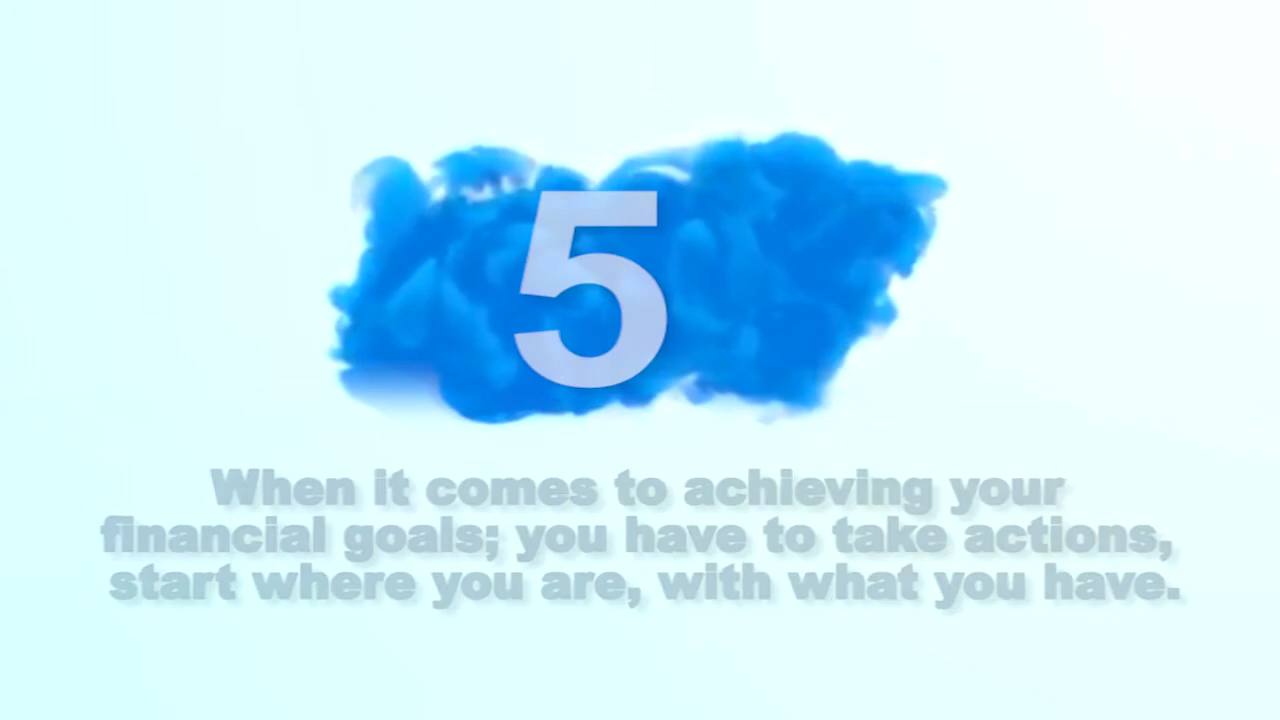 5
When it comes to achieving your
financial goals; you have to take actions,
start where you are, with what you have.